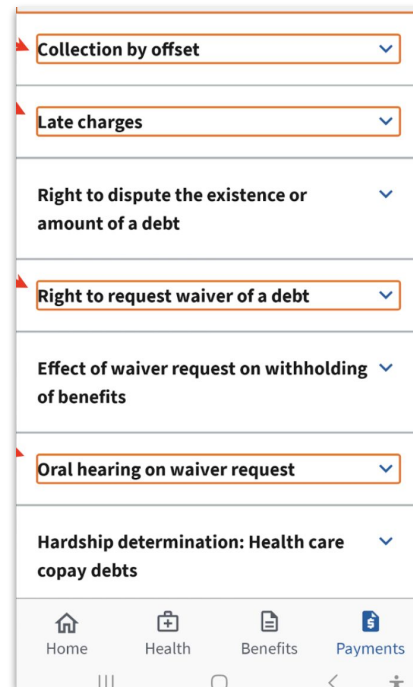 Collection by offset
Late charges
Right to dispute the existence or
amount of a debt
Right to request waiver of a debt
Effect of waiver request on withholding
of benefits
Oral hearing on waiver request
Hardship determination: Health care
copay debts
Home Health Benefits Payments